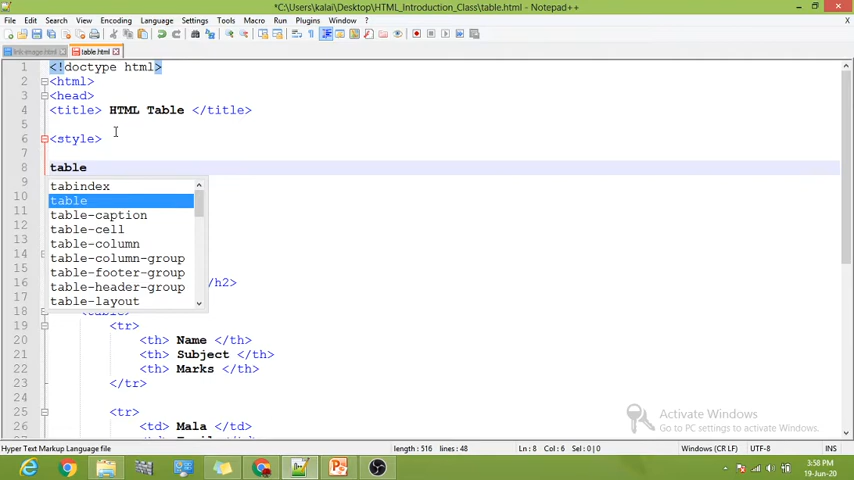 *C:\Users\kalai\Desktop\HTML_Introduction_Class\table.html - Notepad++
File Edit Search View Encoding Language Settings Tools Macro Run Plugins Window ?
link-image.html table.html
1 <!doctype html>
2 <html>
3 <head>
4 <title> HTML Table </title>
5
6 <style>
7
8 table
9 tabindex
10 table
11 table-caption
12 table-cell
13 table-column
14 table-column-group
15 table-footer-group
16 table-header-group /h2>
17 table-layout
18 <table>
19 <tr>
20 <th> Name </th>
21 <th> Subject </th>
22 <th> Marks </th>
23 </tr>
24
25 <tr>
26 <td> Mala </td>
Activate Windows
Go to PC settings to activate Windows.
Hyper Text Markup Language file length : 516 lines : 48 Ln : 8 Col : 6 Sel : 0 | 0 Windows (CR LF) UTF-8 INS
3:58 PM
19-Jun-20